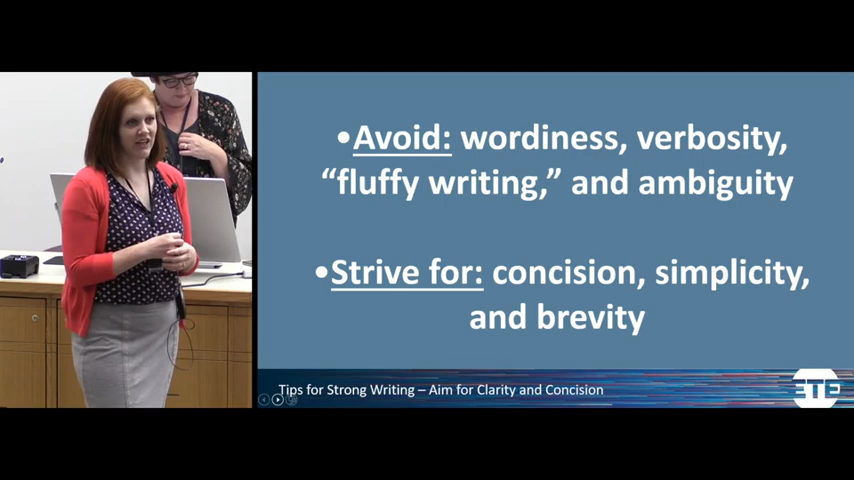 •Avoid: wordiness, verbosity,
“fluffy writing,” and ambiguity
•Strive for: concision, simplicity,
and brevity
Tips for Strong Writing – Aim for Clarity and Concision
ETE